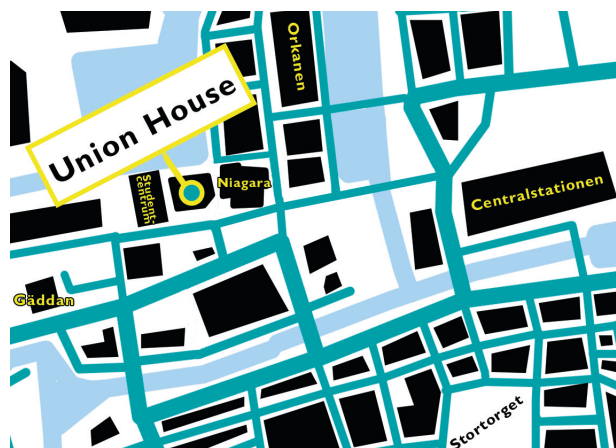 Orkanen
Union House
Student-
centrum
Niagara
Centralstationen
Gäddan
Stortorget